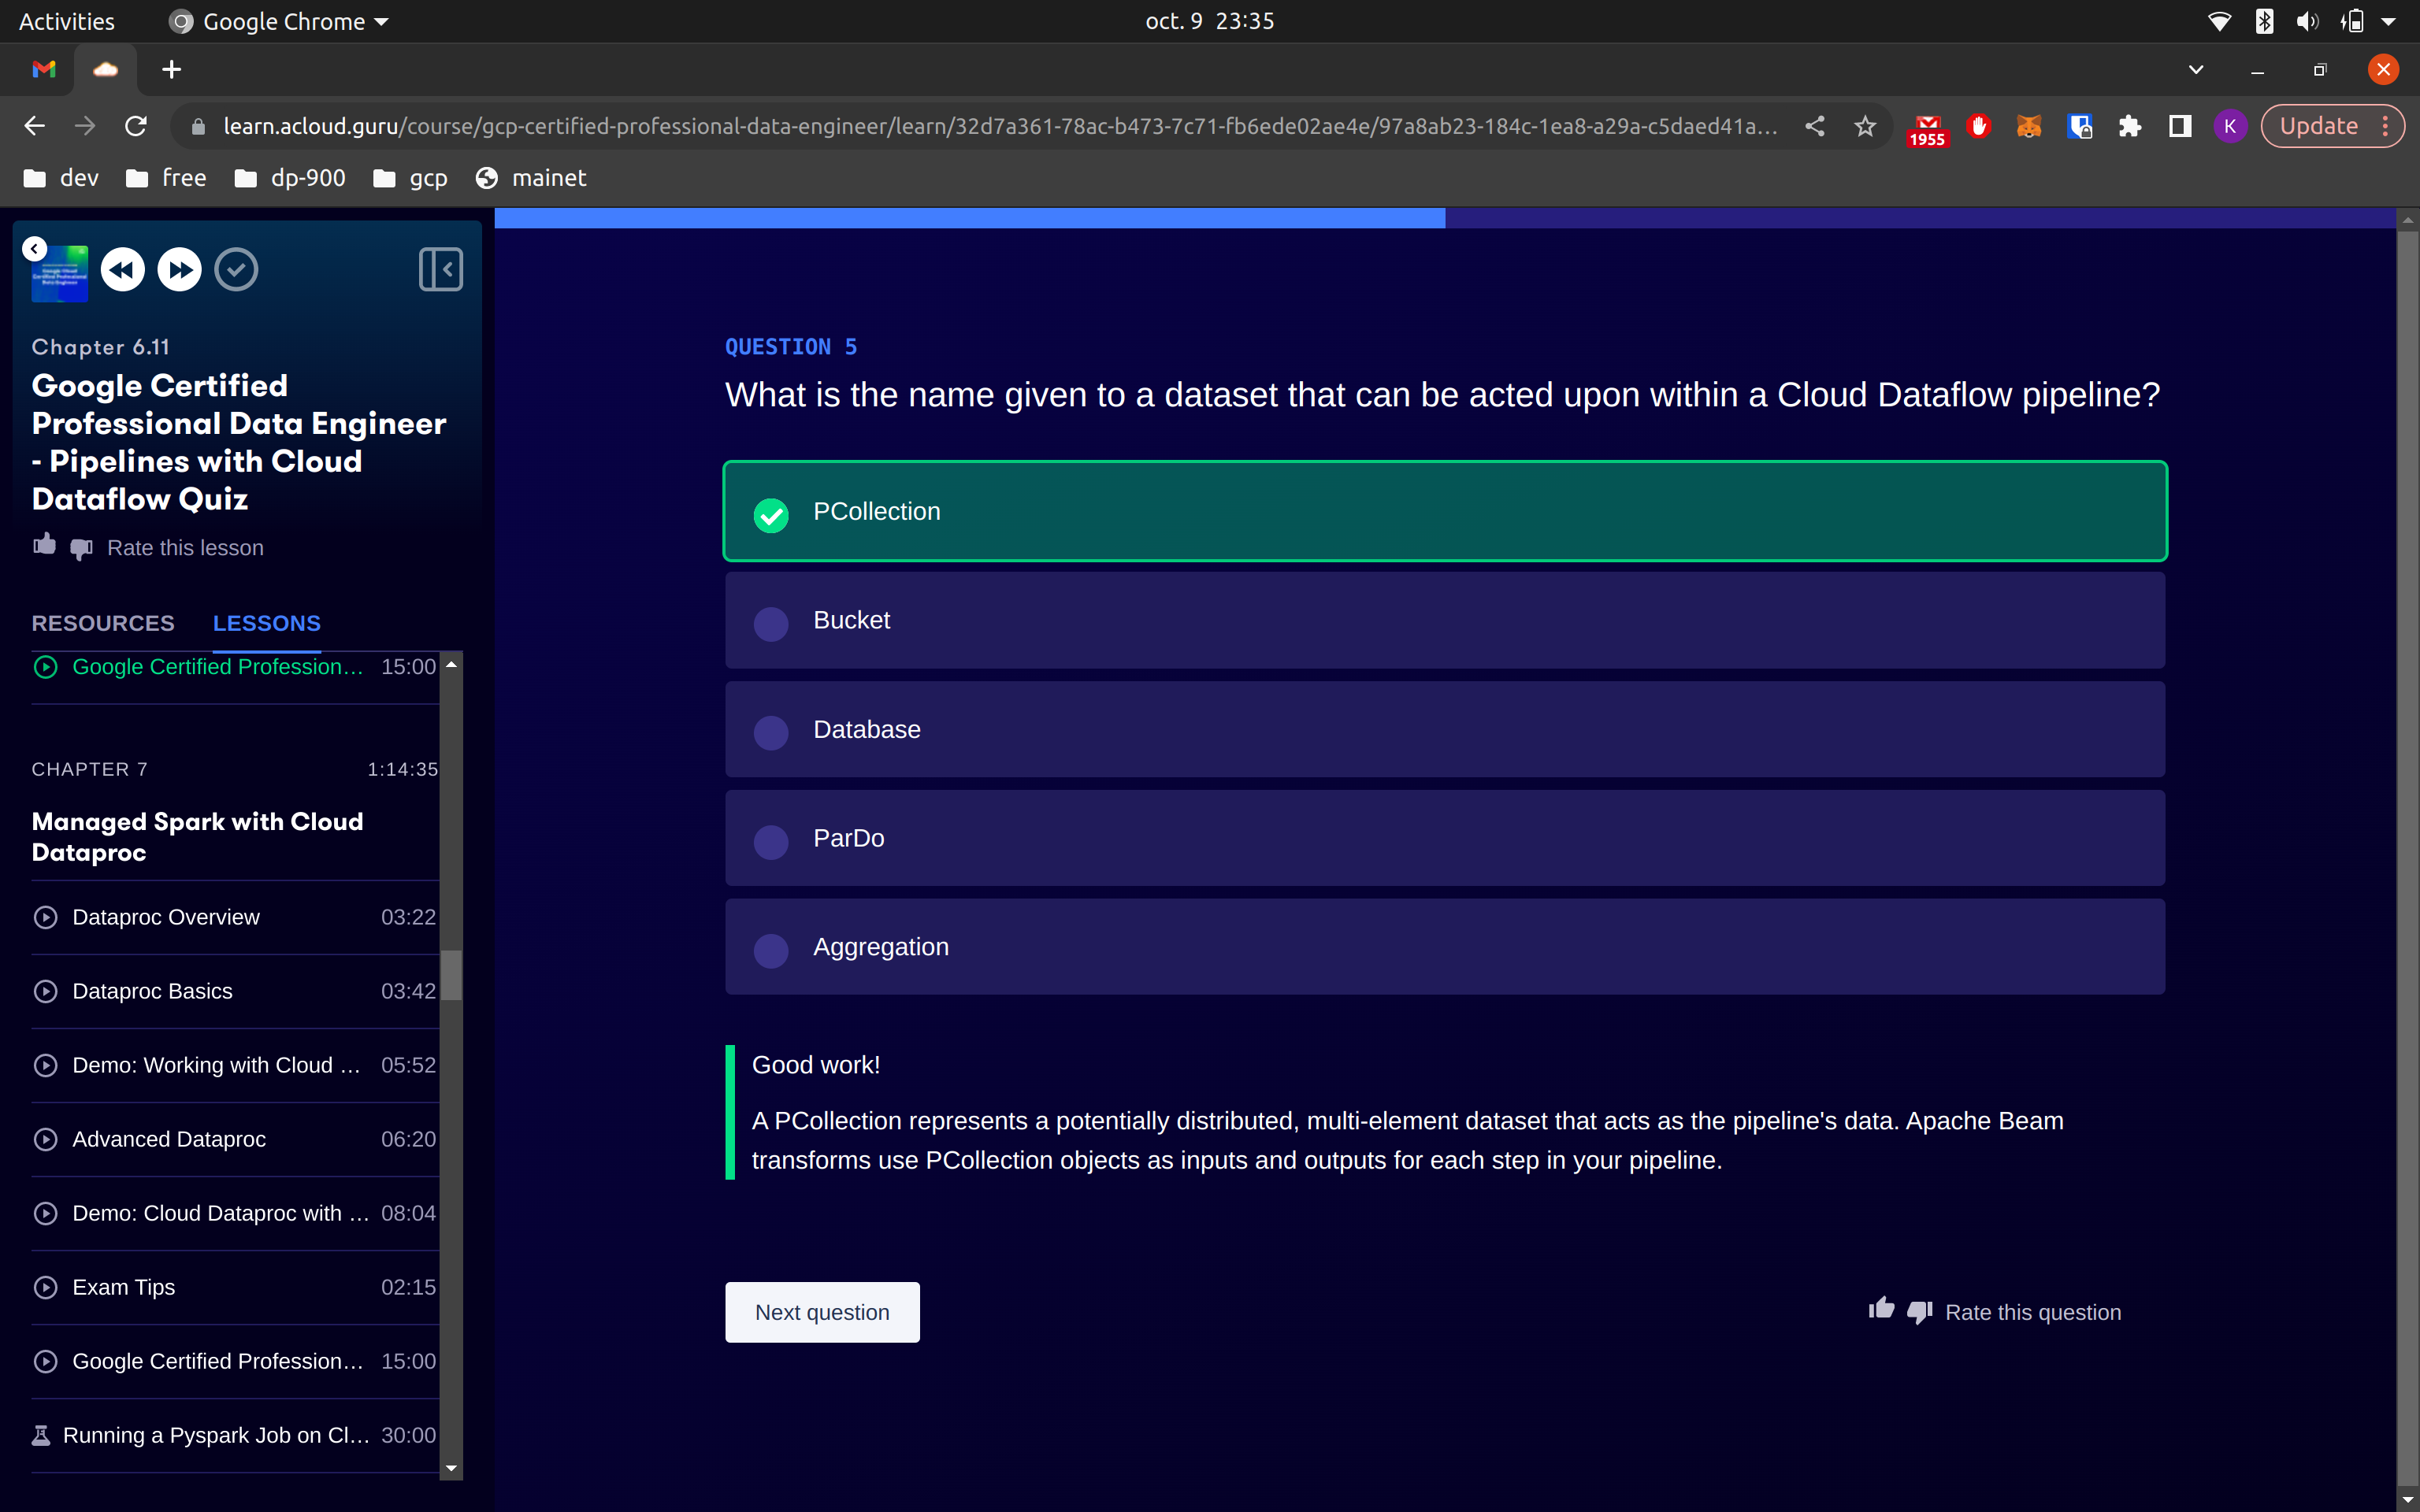 Activities
Google Chrome
oct. 9 23:35
learn.acloud.guru/course/gcp-certified-professional-data-engineer/learn/32d7a361-78ac-b473-7c71-fb6ede02ae4e/97a8ab23-184c-1ea8-a29a-c5daed41a...
1955
K
Update
dev
free
dp-900
gcp
mainet
Chapter 6.11
Google Certified
Professional Data Engineer
- Pipelines with Cloud
Dataflow Quiz
Rate this lesson
RESOURCES
LESSONS
Google Certified Profession... 15:00
CHAPTER 7 1:14:35
Managed Spark with Cloud
Dataproc
Dataproc Overview 03:22
Dataproc Basics 03:42
Demo: Working with Cloud ... 05:52
Advanced Dataproc 06:20
Demo: Cloud Dataproc with ... 08:04
Exam Tips 02:15
Google Certified Profession... 15:00
Running a Pyspark Job on Cl... 30:00
QUESTION 5
What is the name given to a dataset that can be acted upon within a Cloud Dataflow pipeline?
PCollection
Bucket
Database
ParDo
Aggregation
Good work!
A PCollection represents a potentially distributed, multi-element dataset that acts as the pipeline's data. Apache Beam
transforms use PCollection objects as inputs and outputs for each step in your pipeline.
Next question
Rate this question